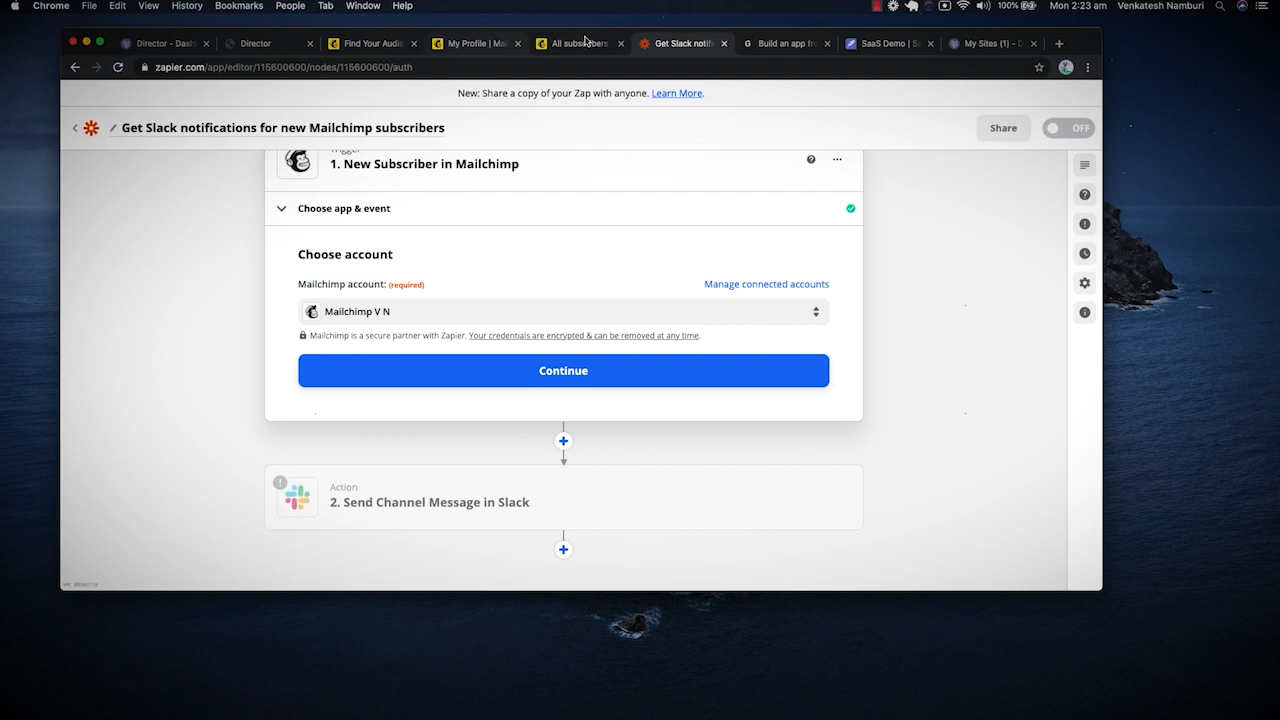 Chrome File Edit View History Bookmarks People Tab Window Help 100% Mon 2:23 am Venkatesh Namburi
Director - Dash Director Find Your Audie My Profile | Mai All subscribers Get Slack notifi Build an app fro SaaS Demo | S My Sites (1) - D
zapier.com/app/editor/115600600/nodes/115600600/auth
New: Share a copy of your Zap with anyone. Learn More.
Get Slack notifications for new Mailchimp subscribers
Share
OFF
Trigger
1. New Subscriber in Mailchimp
Choose app & event
Choose account
Mailchimp account: (required)
Manage connected accounts
Mailchimp V N
Mailchimp is a secure partner with Zapier. Your credentials are encrypted & can be removed at any time.
Continue
Action
2. Send Channel Message in Slack